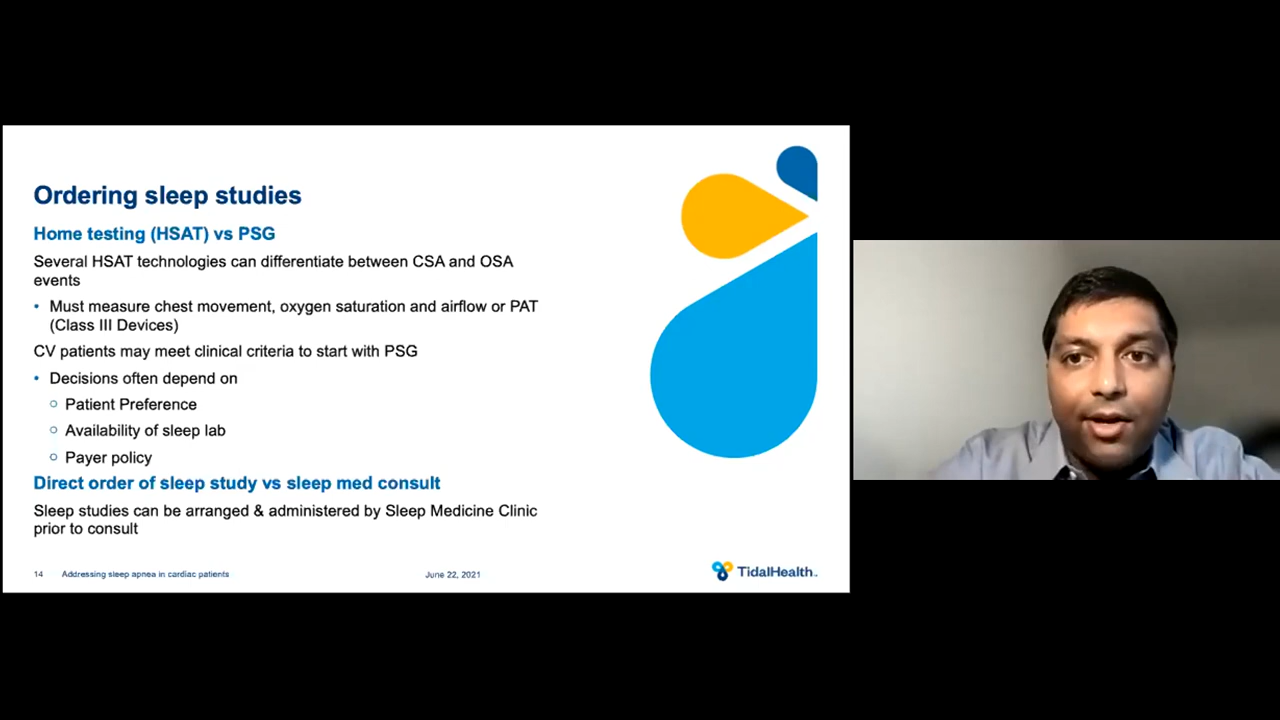 Ordering sleep studies
Home testing (HSAT) vs PSG
Several HSAT technologies can differentiate between CSA and OSA
events
• Must measure chest movement, oxygen saturation and airflow or PAT
(Class III Devices)
CV patients may meet clinical criteria to start with PSG
• Decisions often depend on
○ Patient Preference
○ Availability of sleep lab
○ Payer policy
Direct order of sleep study vs sleep med consult
Sleep studies can be arranged & administered by Sleep Medicine Clinic
prior to consult
14 Addressing sleep apnea in cardiac patients June 22, 2021 TidalHealth